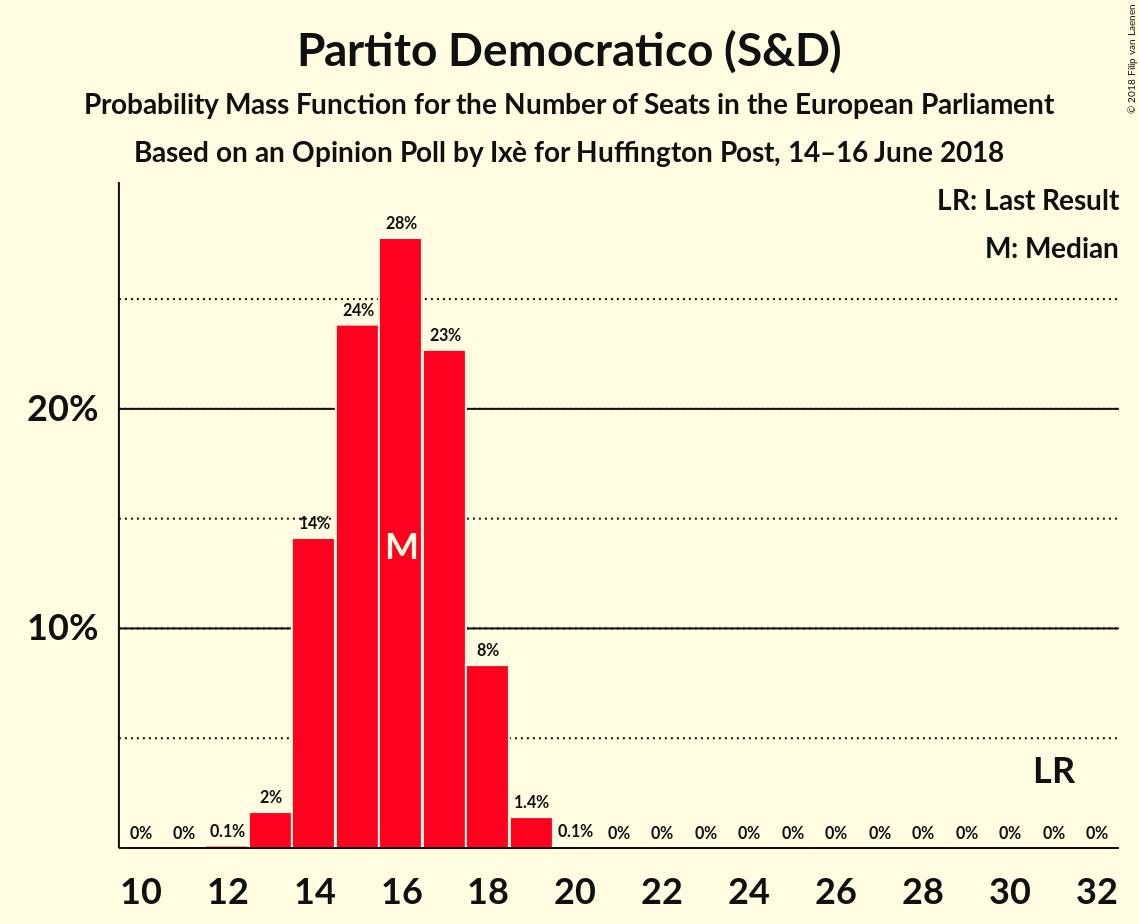 Partito Democratico (S&D)
Probability Mass Function for the Number of Seats in the European Parliament
Based on an Opinion Poll by Ixè for Huffington Post, 14–16 June 2018
© 2018 Filip van Laenen
LR: Last Result
M: Median
28%
24%
23%
20%
14%
M
10%
8%
LR
2%
1.4%
0% 0% 0.1% 0.1% 0% 0% 0% 0% 0% 0% 0% 0% 0% 0% 0% 0%
10 12 14 16 18 20 22 24 26 28 30 32